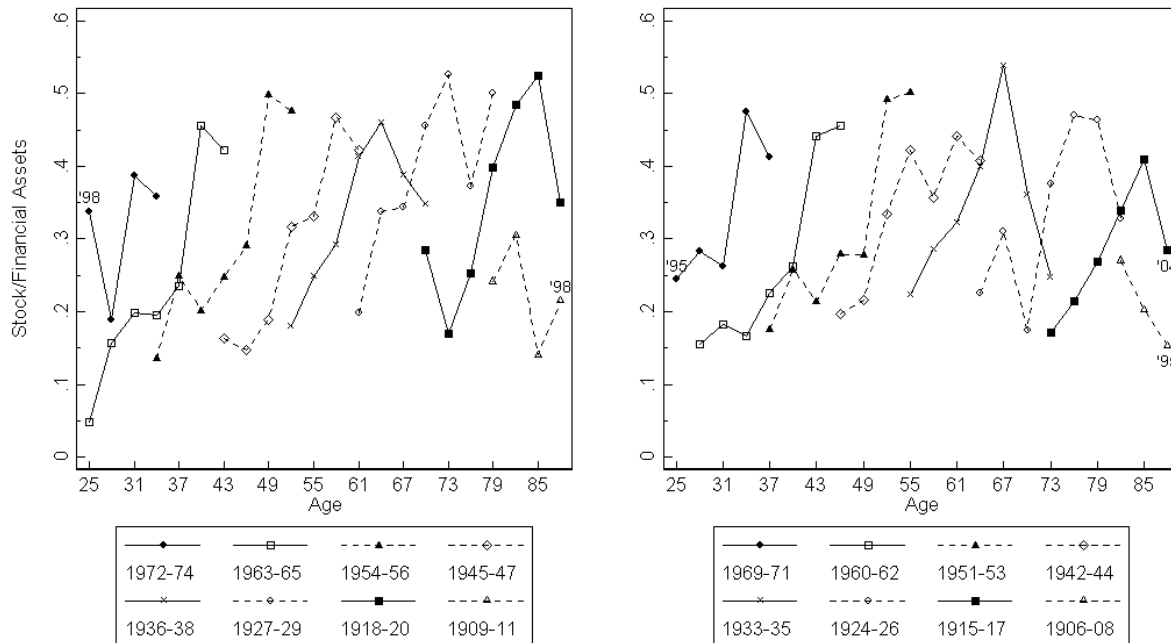 Stock/Financial Assets
.6
.5
.4
.3
.2
.1
0
'98
'98
25 31 37 43 49 55 61 67 73 79 85
Age
1972-74 1963-65 1954-56 1945-47
1936-38 1927-29 1918-20 1909-11
.6
.5
.4
.3
.2
.1
0
'95
'04
25 31 37 43 49 55 61 67 73 79 85
Age
1969-71 1960-62 1951-53 1942-44
1933-35 1924-26 1915-17 1906-08